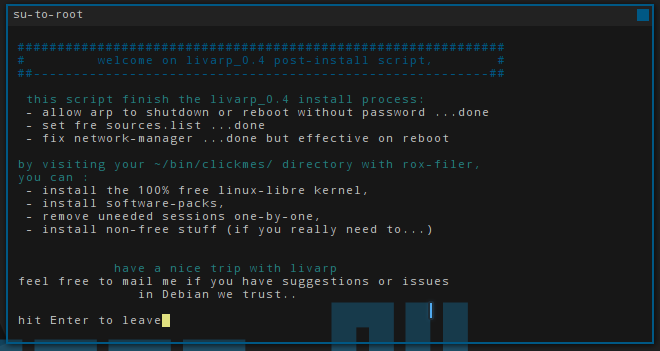 su-to-root
#############################################################
# welcome on livarp_0.4 post-install script, #
##---------------------------------------------------------##
this script finish the livarp_0.4 install process:
- allow arp to shutdown or reboot without password ...done
- set fre sources.list ...done
- fix network-manager ...done but effective on reboot
by visiting your ~/bin/clickmes/ directory with rox-filer,
you can :
- install the 100% free linux-libre kernel,
- install software-packs,
- remove uneeded sessions one-by-one,
- install non-free stuff (if you really need to...)
have a nice trip with livarp
feel free to mail me if you have suggestions or issues
in Debian we trust..
hit Enter to leave